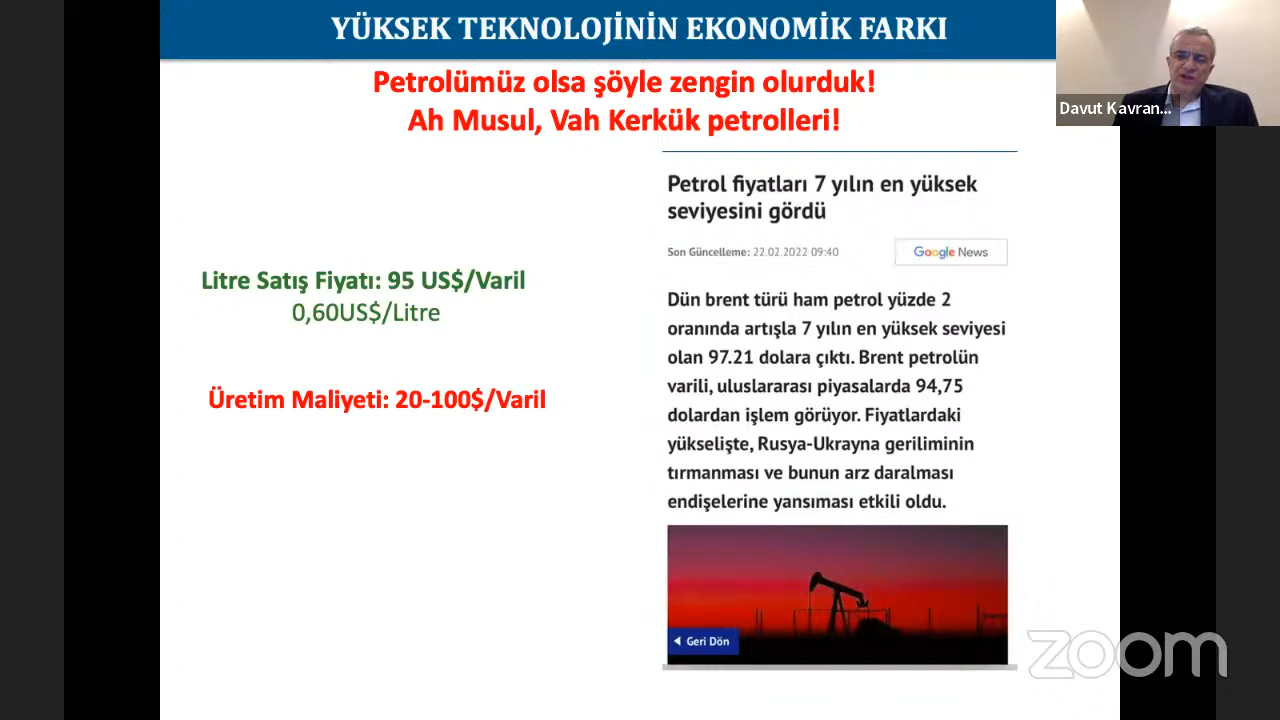 YÜKSEK TEKNOLOJİNİN EKONOMİK FARKI
Petrolümüz olsa şöyle zengin olurduk!
Ah Musul, Vah Kerkük petrolleri!
Davut Kavran...
Litre Satış Fiyatı: 95 US$/Varil
0,60US$/Litre
Üretim Maliyeti: 20-100$/Varil
Petrol fiyatları 7 yılın en yüksek
seviyesini gördü
Son Güncelleme: 22.02.2022 09:40
Google News
Dün brent türü ham petrol yüzde 2
oranında artışla 7 yılın en yüksek seviyesi
olan 97.21 dolara çıktı. Brent petrolün
varili, uluslararası piyasalarda 94,75
dolardan işlem görüyor. Fiyatlardaki
yükselişte, Rusya-Ukrayna geriliminin
tırmanması ve bunun arz daralması
endişelerine yansıması etkili oldu.
Geri Dön
zoom